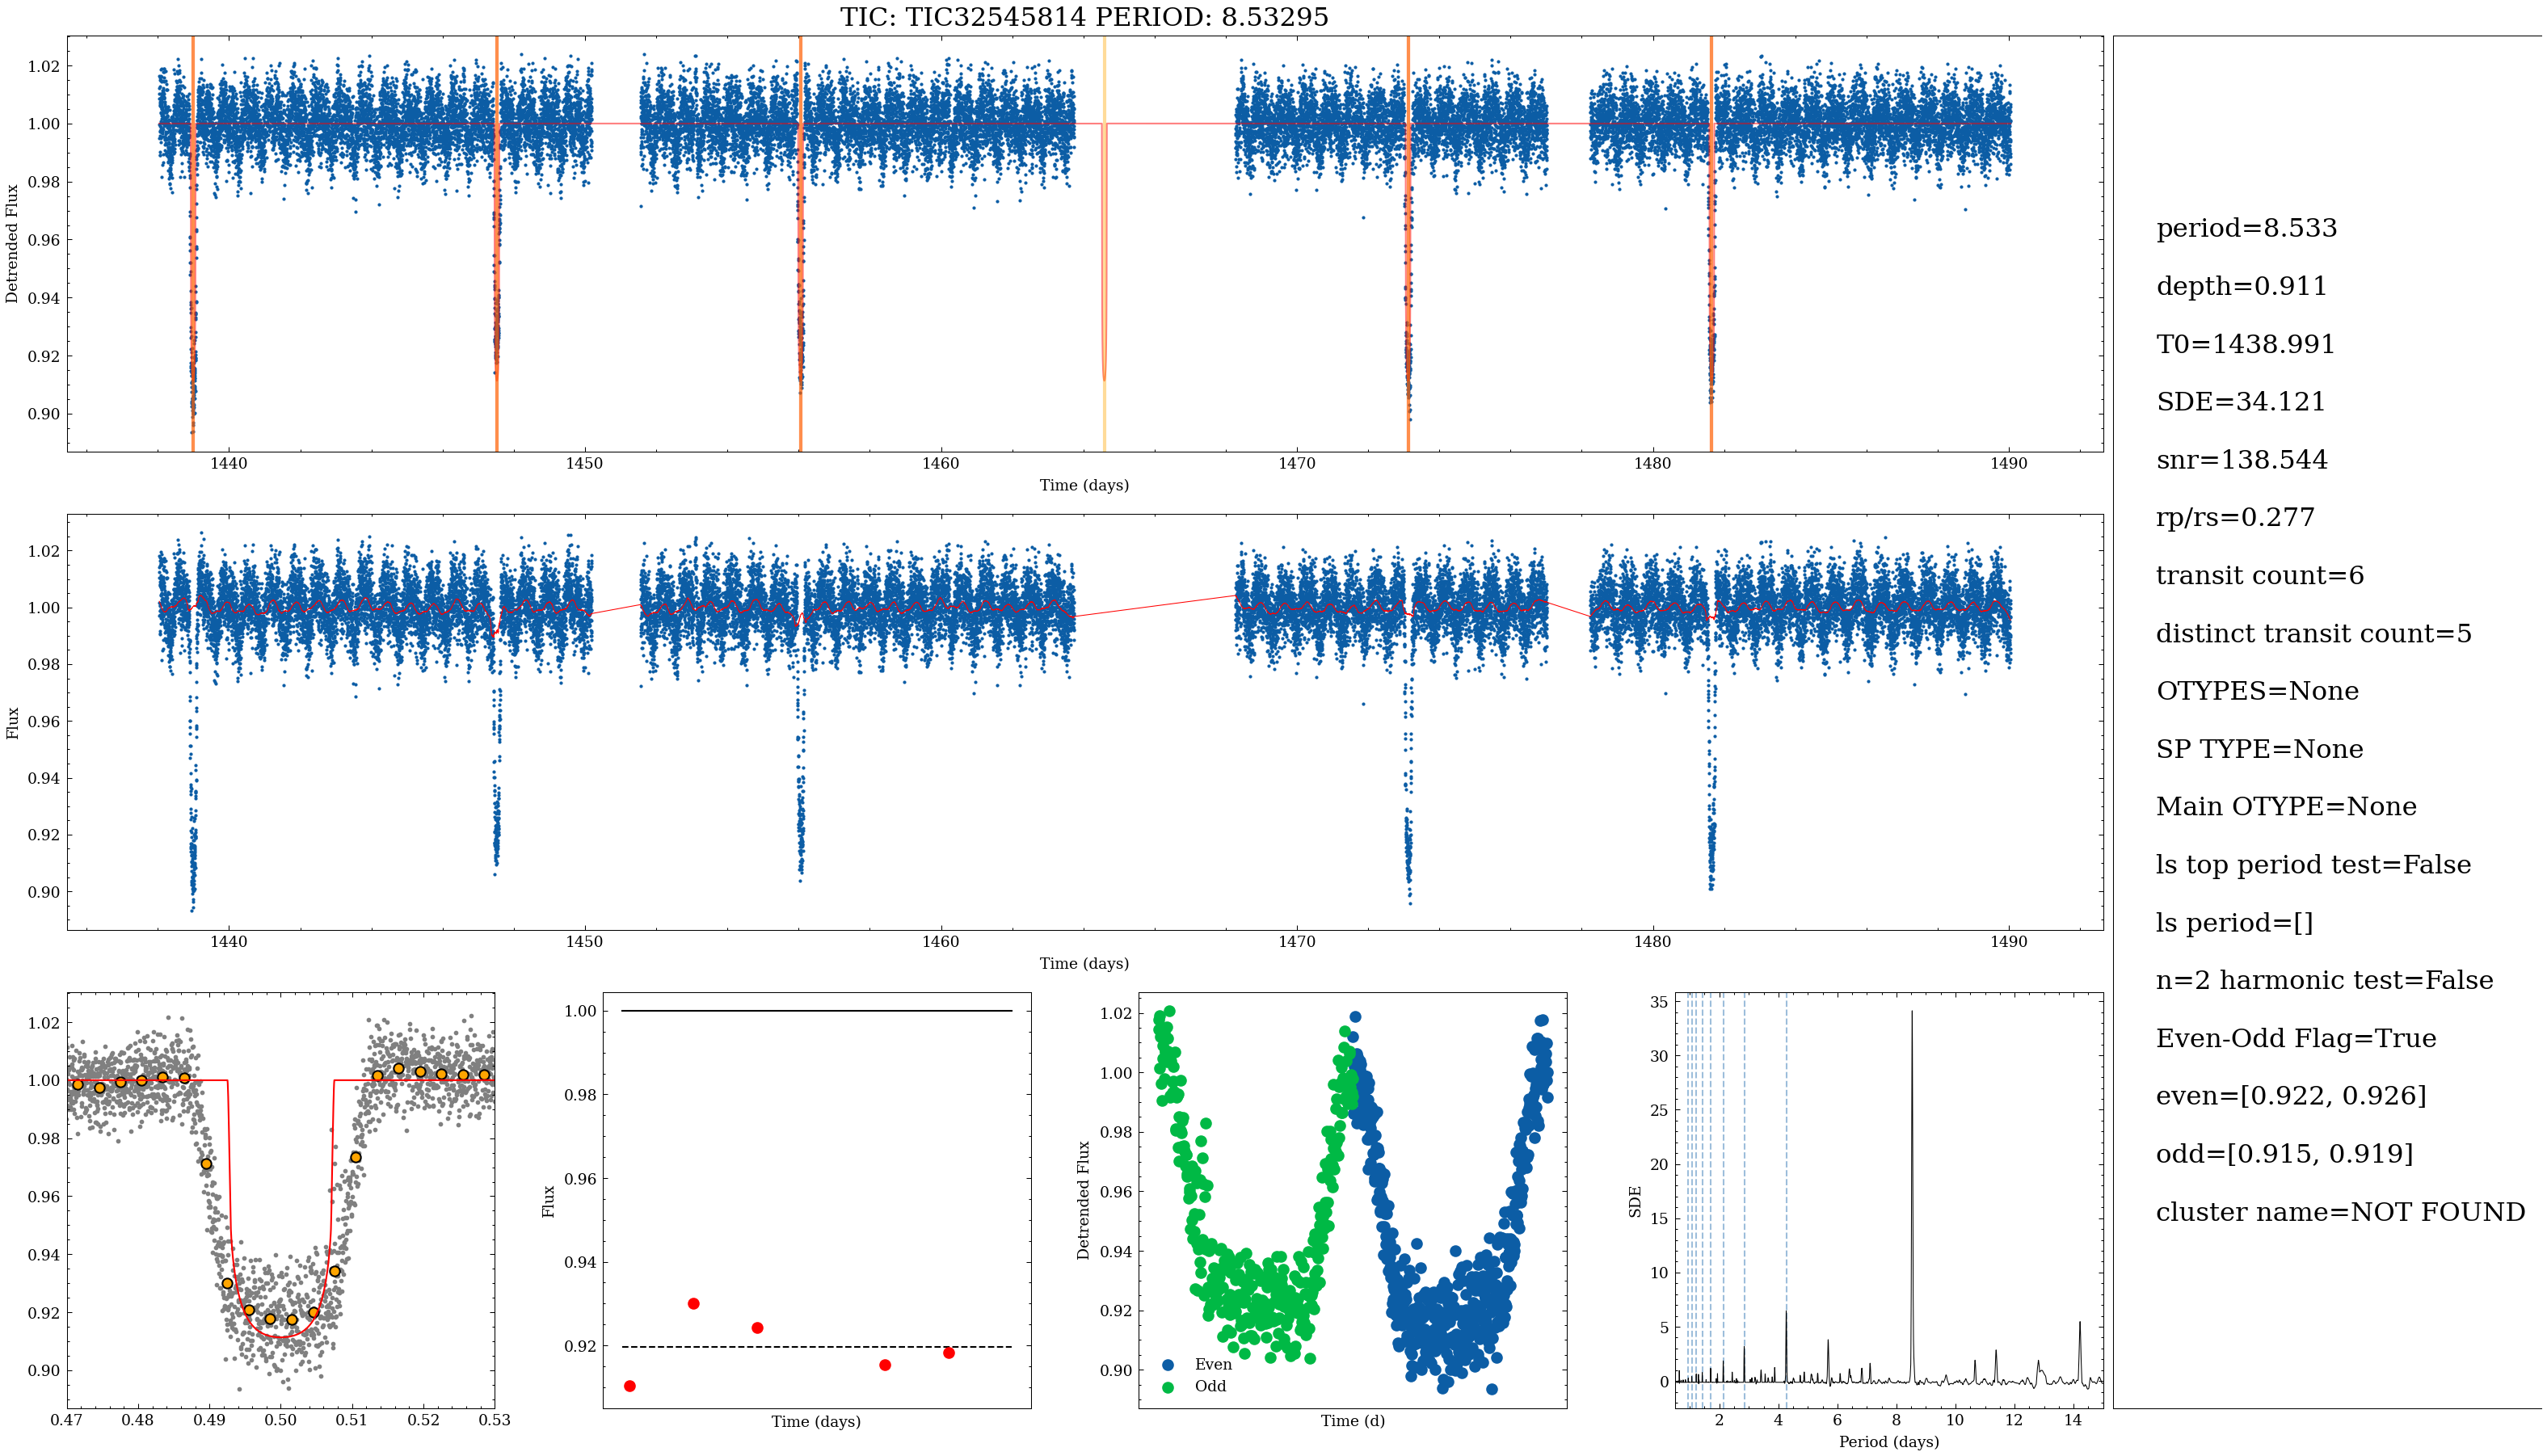 TIC: TIC32545814 PERIOD: 8.53295
Detrended Flux
1.02
1.00
0.98
0.96
0.94
0.92
0.90
1440 1450 1460 1470 1480 1490
Time (days)
Flux
1.02
1.00
0.98
0.96
0.94
0.92
0.90
1440 1450 1460 1470 1480 1490
Time (days)
1.02
1.00
0.98
0.96
0.94
0.92
0.90
0.47 0.48 0.49 0.50 0.51 0.52 0.53
Flux
1.00
0.98
0.96
0.94
0.92
Time (days)
Detrended Flux
1.02
1.00
0.98
0.96
0.94
0.92
0.90
Even
Odd
Time (d)
SDE
35
30
25
20
15
10
5
0
2 4 6 8 10 12 14
Period (days)
period=8.533
depth=0.911
T0=1438.991
SDE=34.121
snr=138.544
rp/rs=0.277
transit count=6
distinct transit count=5
OTYPES=None
SP TYPE=None
Main OTYPE=None
ls top period test=False
ls period=[]
n=2 harmonic test=False
Even-Odd Flag=True
even=[0.922, 0.926]
odd=[0.915, 0.919]
cluster name=NOT FOUND